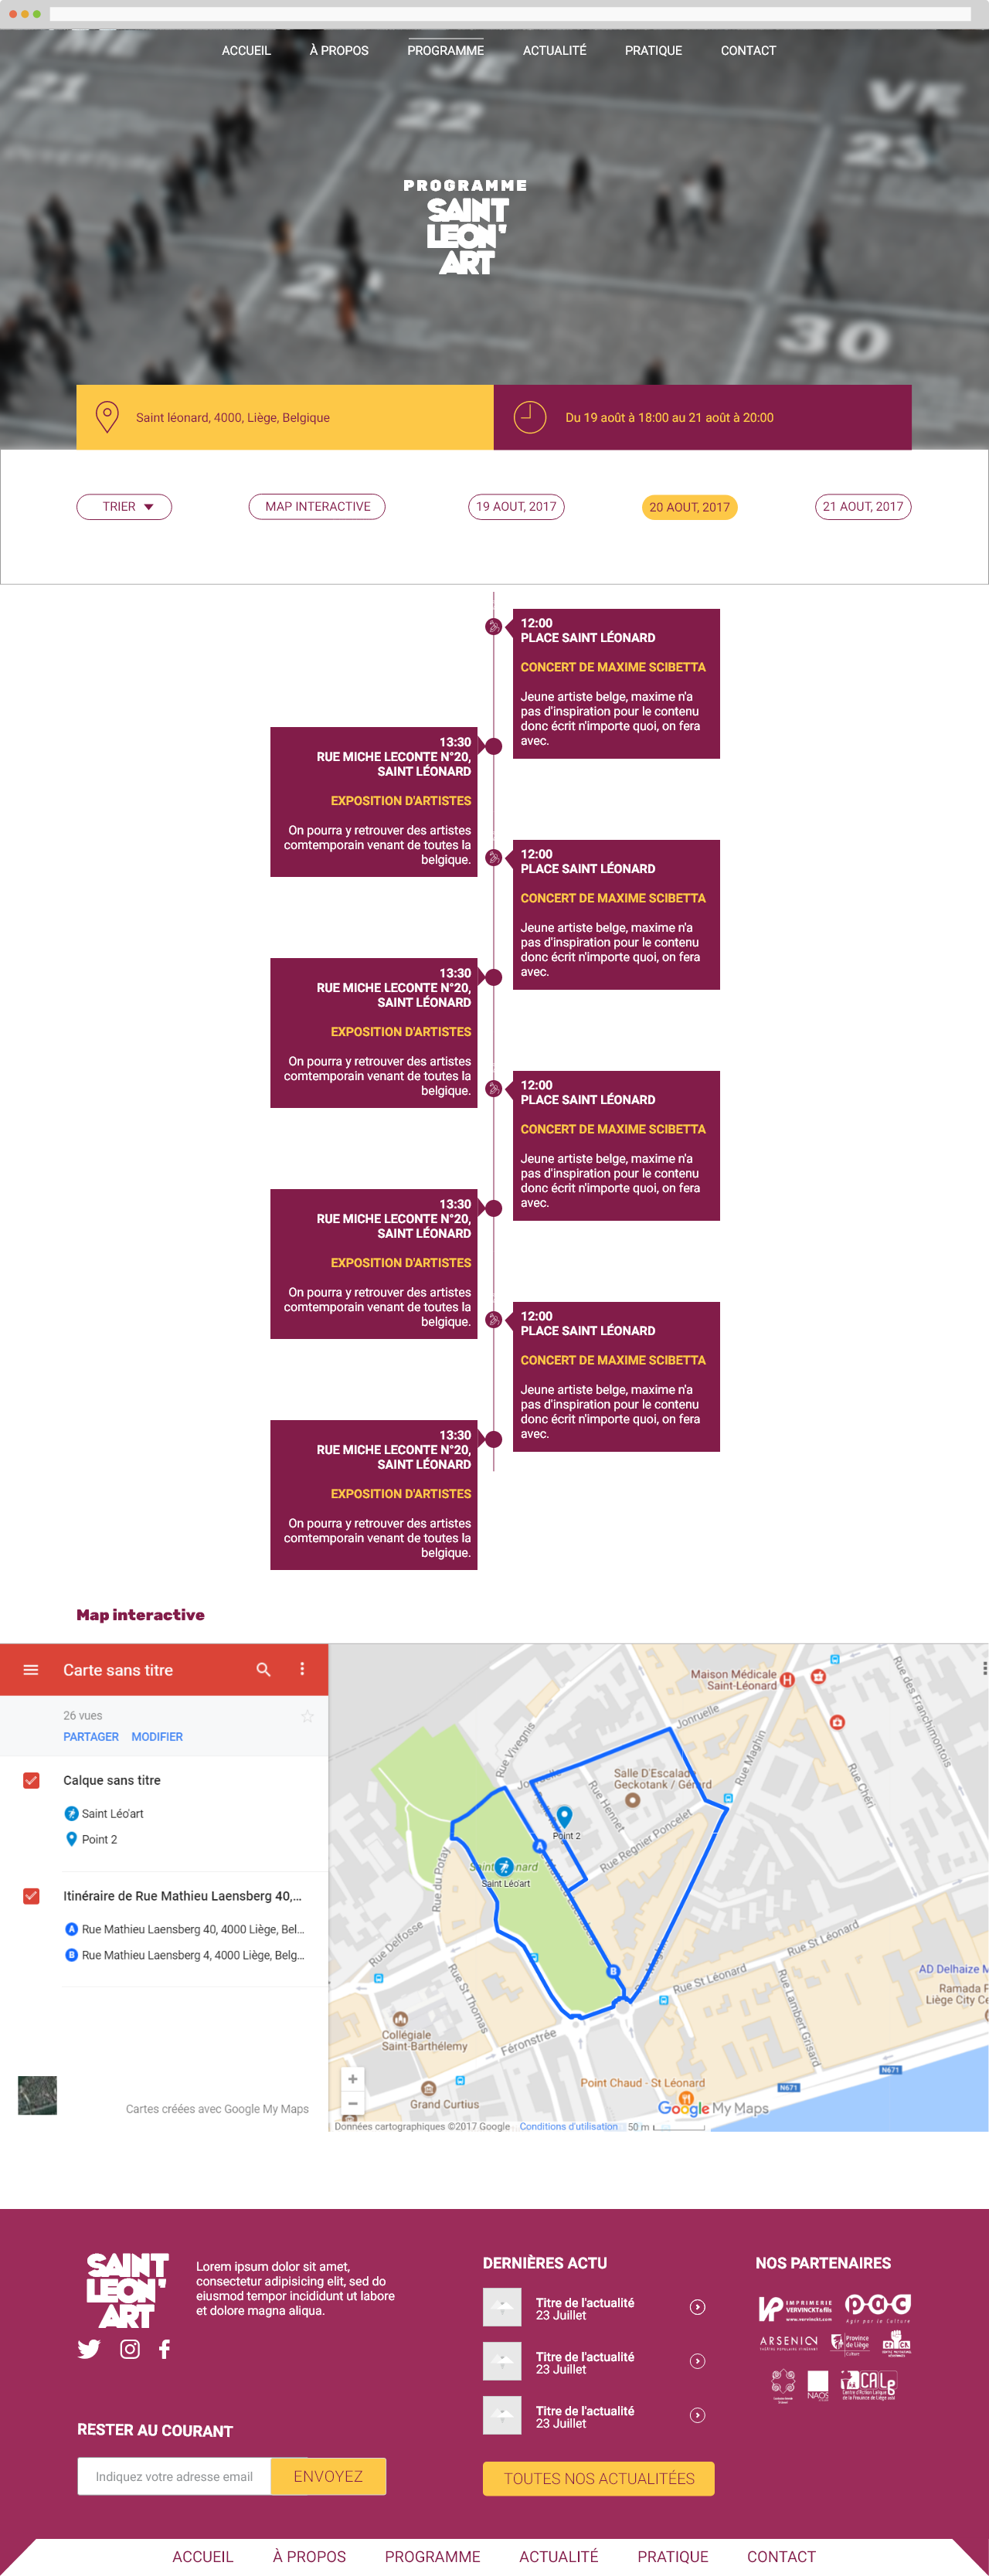 ACCUEIL À PROPOS PROGRAMME ACTUALITÉ PRATIQUE CONTACT
JE
21
22
VE
23
21
30
PROGRAMME
SAINT
LEON'
ART
Saint léonard, 4000, Liège, Belgique
Du 19 août à 18:00 au 21 août à 20:00
TRIER
MAP INTERACTIVE
19 AOUT, 2017
20 AOUT, 2017
21 AOUT, 2017
12:00
PLACE SAINT LÉONARD
CONCERT DE MAXIME SCIBETTA
Jeune artiste belge, maxime n'a
pas d'inspiration pour le contenu
donc écrit n'importe quoi, on fera
avec.
13:30
RUE MICHE LECONTE N°20,
SAINT LÉONARD
EXPOSITION D'ARTISTES
On pourra y retrouver des artistes
comtemporain venant de toutes la
belgique.
12:00
PLACE SAINT LÉONARD
CONCERT DE MAXIME SCIBETTA
Jeune artiste belge, maxime n'a
pas d'inspiration pour le contenu
donc écrit n'importe quoi, on fera
avec.
13:30
RUE MICHE LECONTE N°20,
SAINT LÉONARD
EXPOSITION D'ARTISTES
On pourra y retrouver des artistes
comtemporain venant de toutes la
belgique.
12:00
PLACE SAINT LÉONARD
CONCERT DE MAXIME SCIBETTA
Jeune artiste belge, maxime n'a
pas d'inspiration pour le contenu
donc écrit n'importe quoi, on fera
avec.
13:30
RUE MICHE LECONTE N°20,
SAINT LÉONARD
EXPOSITION D'ARTISTES
On pourra y retrouver des artistes
comtemporain venant de toutes la
belgique.
12:00
PLACE SAINT LÉONARD
CONCERT DE MAXIME SCIBETTA
Jeune artiste belge, maxime n'a
pas d'inspiration pour le contenu
donc écrit n'importe quoi, on fera
avec.
13:30
RUE MICHE LECONTE N°20,
SAINT LÉONARD
EXPOSITION D'ARTISTES
On pourra y retrouver des artistes
comtemporain venant de toutes la
belgique.
Map interactive
Carte sans titre
26 vues
PARTAGER MODIFIER
Calque sans titre
Saint Léo'art
Point 2
Itinéraire de Rue Mathieu Laensberg 40,...
A Rue Mathieu Laensberg 40, 4000 Liège, Bel...
B Rue Mathieu Laensberg 4, 4000 Liège, Belg...
Cartes créées avec Google My Maps
Maison Médicale
Saint-Léonard
H
Rue des Franchimontois
Jonruelle
Rue Vivegnis
Rue Maghin
Salle D'Escalade
Geckotank / Gérard
Rue Chéri
Jonruelle
Rue Hennet
Point 2
Rue Regnier Poncelet
A
Saint Léo'art
Rue du Potay
Rue Delfosse
Rue St Léonard
B
Rue Maghin
Rue St Léonard
AD Delhaize M
Rue St Thomas
Ramada P
Liège City Ce
Rue Lambert Grisard
Collégiale
Saint-Barthélemy
Féronstrée
N671
Point Chaud - St Léonard
N671
Grand Curtius
Google My Maps
Données cartographiques ©2017 Google Conditions d'utilisation 50 m
SAINT
LEON'
ART
Lorem ipsum dolor sit amet,
consectetur adipisicing elit, sed do
eiusmod tempor incididunt ut labore
et dolore magna aliqua.
RESTER AU COURANT
Indiquez votre adresse email
ENVOYEZ
DERNIÈRES ACTU
Titre de l'actualité
23 Juillet
Titre de l'actualité
23 Juillet
Titre de l'actualité
23 Juillet
TOUTES NOS ACTUALITÉES
NOS PARTENAIRES
IMPRIMERIE
VERVINCKT&fils
www.vervinckt.com
PAC
Agir par la Culture
ARSENIC
Province
de Liège
Culture
NAOS
CAL
ACCUEIL À PROPOS PROGRAMME ACTUALITÉ PRATIQUE CONTACT